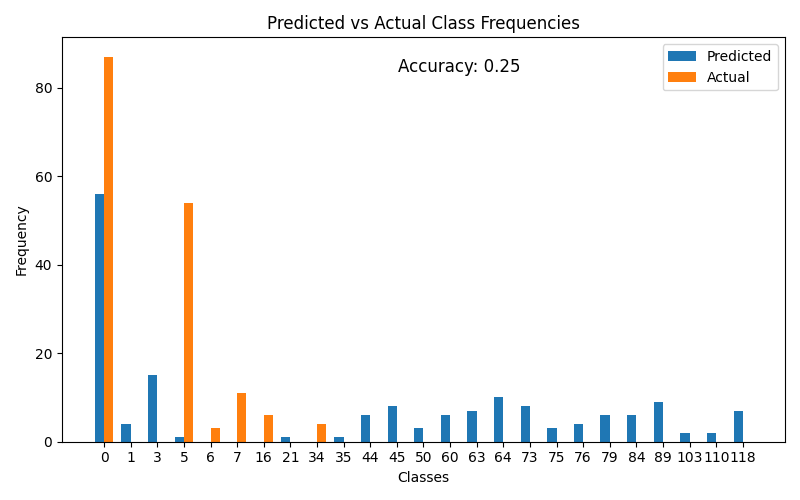 Predicted vs Actual Class Frequencies
Accuracy: 0.25
Predicted
Actual
Frequency
80
60
40
20
0
0 1 3 5 6 7 16 21 34 35 44 45 50 60 63 64 73 75 76 79 84 89 103 110 118
Classes